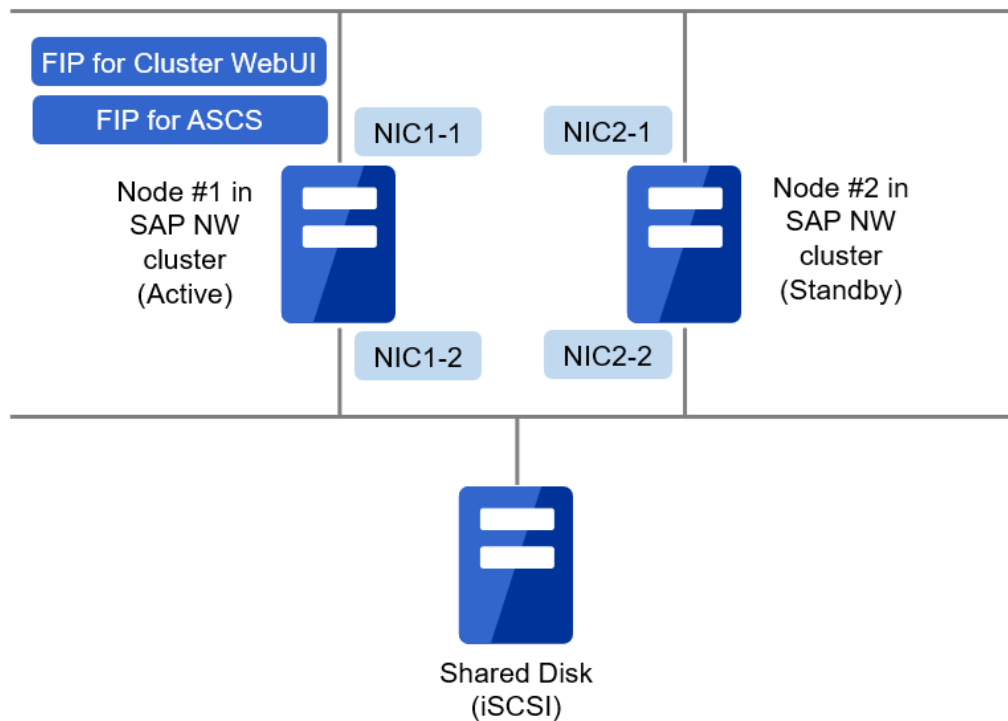 FIP for Cluster WebUI
FIP for ASCS
NIC1-1
NIC2-1
Node #1 in
SAP NW
cluster
(Active)
Node #2 in
SAP NW
cluster
(Standby)
NIC1-2
NIC2-2
Shared Disk
(iSCSI)